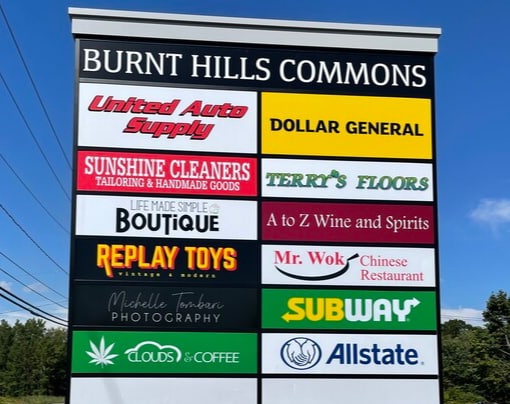 BURNT HILLS COMMONS
United Auto
Supply
DOLLAR GENERAL
SUNSHINE CLEANERS
TAILORING & HANDMADE GOODS
TERRY'S FLOORS
LIFE MADE SIMPLE
BOUTIQUE
A to Z Wine and Spirits
REPLAY TOYS
vintage & modern
Mr. Wok Chinese
Restaurant
Michelle Tombari
PHOTOGRAPHY
SUBWAY
CLOUDS & COFFEE
Allstate